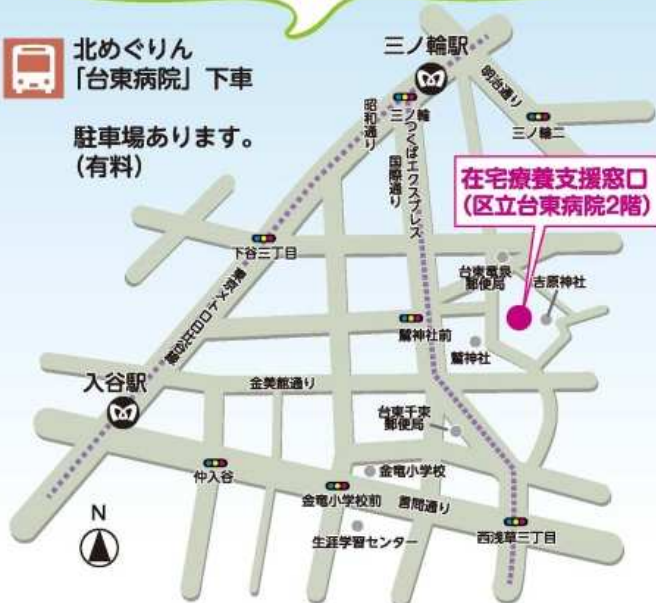 北めぐりん
「台東病院」下車
駐車場あります。
(有料)
三ノ輪駅
明治通り
三ノ輪
三ノ輪二
昭和通り
国際通り
つくばエクスプレス
在宅療養支援窓口
(区立台東病院2階)
下谷三丁目
台東竜泉
郵便局
吉原神社
東京メトロ日比谷線
鷲神社前
鷲神社
入谷駅
金美館通り
台東千束
郵便局
仲入谷
金竜小学校
金竜小学校前
言問通り
N
生涯学習センター
西浅草三丁目